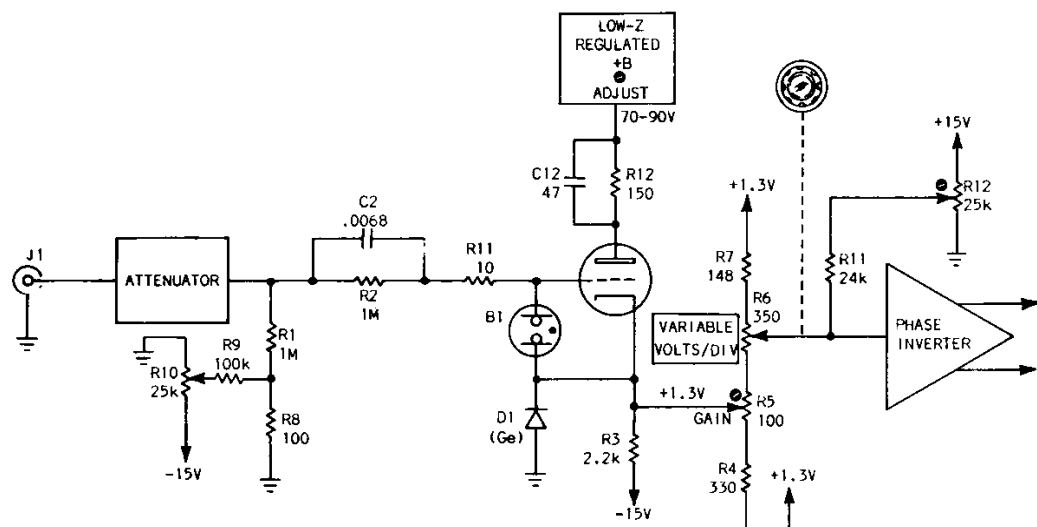 LOW-Z
REGULATED
+B
ADJUST
70-90V
C12
47
R12
150
+1.3V
+15V
R12
25k
C2
.0068
J1
ATTENUATOR
R2
1M
R11
10
B1
R7
148
R6
350
R11
24k
VARIABLE
VOLTS/DIV
PHASE
INVERTER
R1
1M
R9
100k
R10
25k
R8
100
-15V
D1
(Ge)
+1.3V
GAIN
R5
100
R3
2.2k
-15V
R4
330
+1.3V